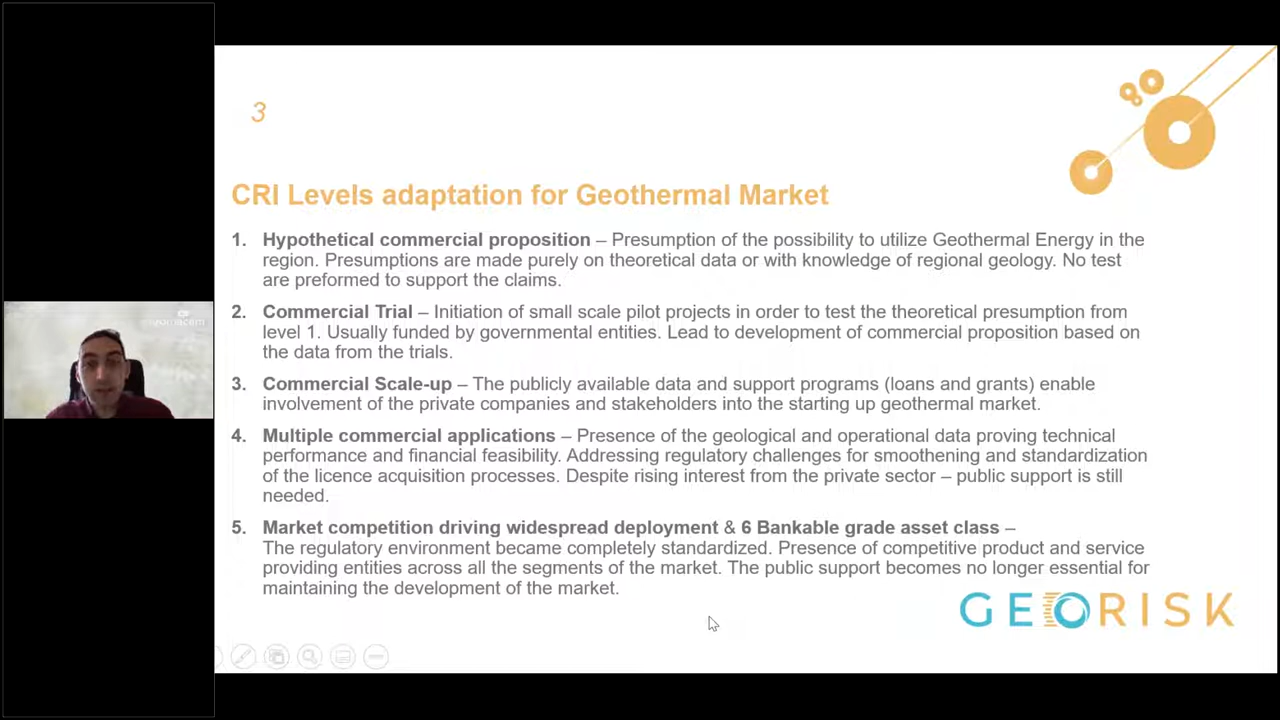 3
CRI Levels adaptation for Geothermal Market
1. Hypothetical commercial proposition – Presumption of the possibility to utilize Geothermal Energy in the
region. Presumptions are made purely on theoretical data or with knowledge of regional geology. No test
are preformed to support the claims.
2. Commercial Trial – Initiation of small scale pilot projects in order to test the theoretical presumption from
level 1. Usually funded by governmental entities. Lead to development of commercial proposition based on
the data from the trials.
3. Commercial Scale-up – The publicly available data and support programs (loans and grants) enable
involvement of the private companies and stakeholders into the starting up geothermal market.
4. Multiple commercial applications – Presence of the geological and operational data proving technical
performance and financial feasibility. Addressing regulatory challenges for smoothening and standardization
of the licence acquisition processes. Despite rising interest from the private sector – public support is still
needed.
5. Market competition driving widespread deployment & 6 Bankable grade asset class –
The regulatory environment became completely standardized. Presence of competitive product and service
providing entities across all the segments of the market. The public support becomes no longer essential for
maintaining the development of the market.
GEORISK